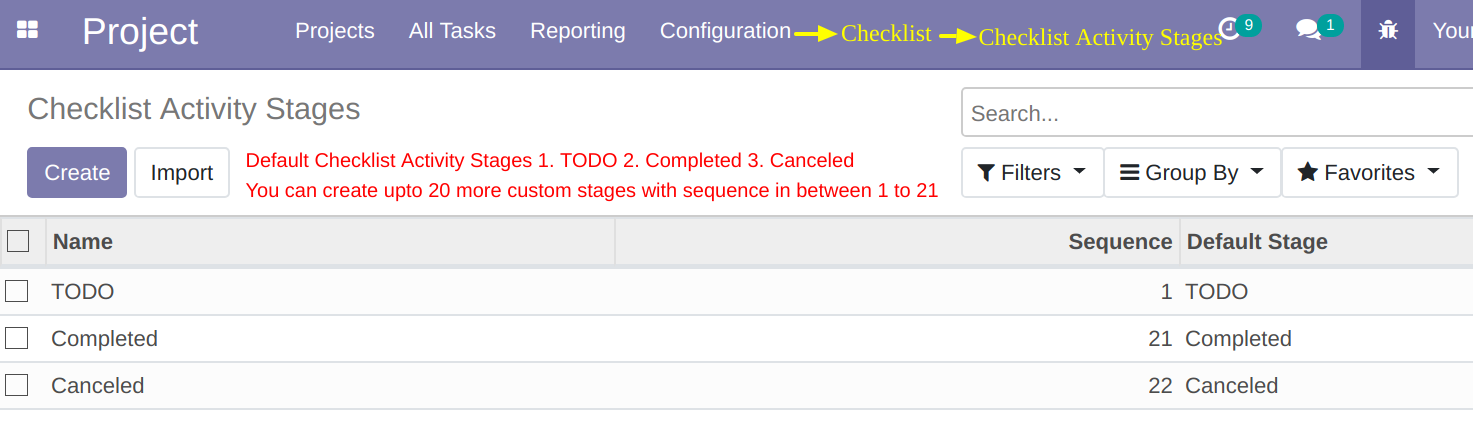 Project Projects All Tasks Reporting Configuration Checklist Checklist Activity Stages 9 1 Your
Checklist Activity Stages Search...
Create Import Default Checklist Activity Stages 1. TODO 2. Completed 3. Canceled
You can create upto 20 more custom stages with sequence in between 1 to 21
Filters Group By Favorites
Name Sequence Default Stage
TODO 1 TODO
Completed 21 Completed
Canceled 22 Canceled